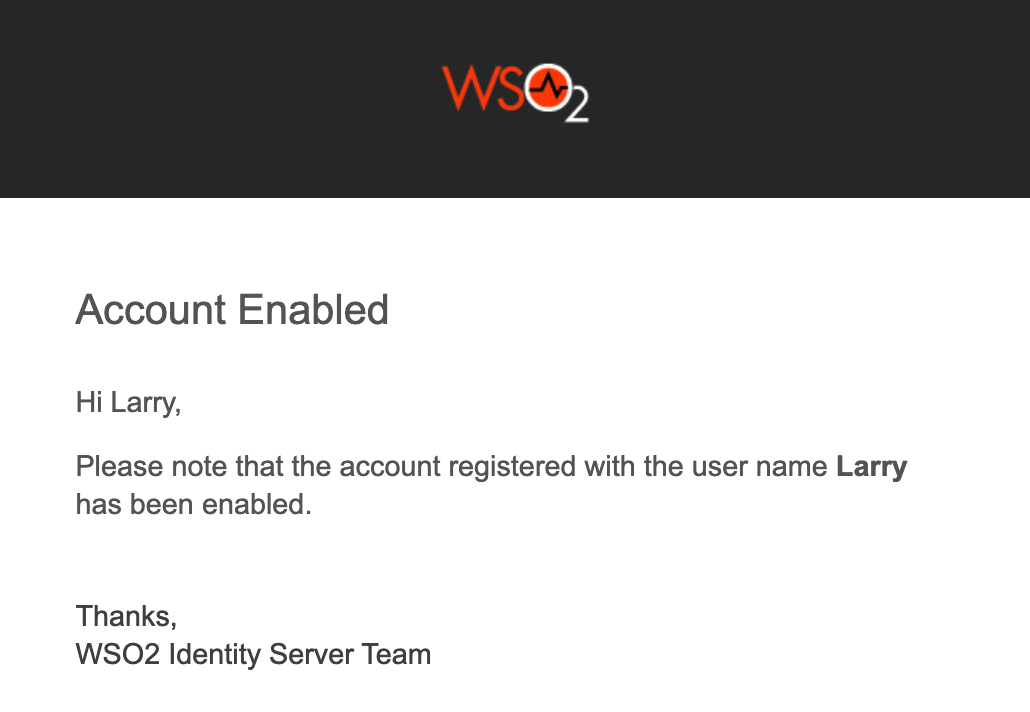 WSO2
Account Enabled
Hi Larry,
Please note that the account registered with the user name Larry
has been enabled.
Thanks,
WSO2 Identity Server Team